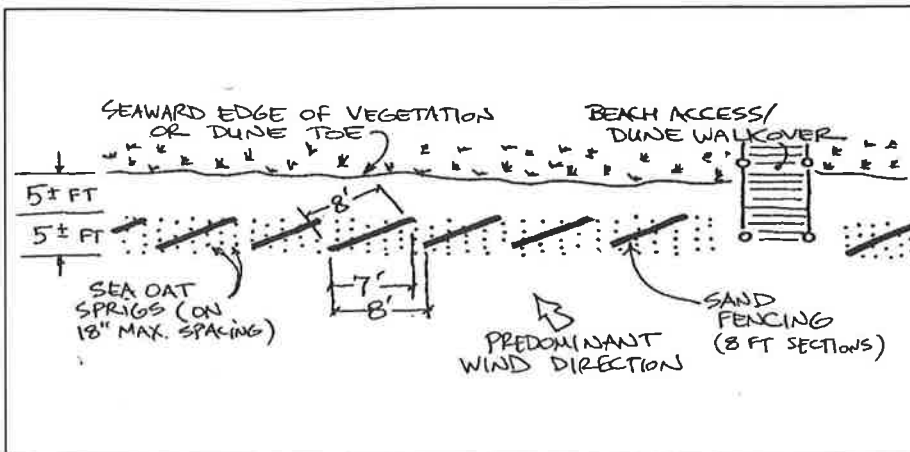 SEAWARD EDGE OF VEGETATION
OR DUNE TOE
BEACH ACCESS/
DUNE WALKOVER
5± FT
5± FT
8'
7'
8'
SEA OAT
SPRIGS (ON
18" MAX. SPACING)
PREDOMINANT
WIND DIRECTION
SAND
FENCING
(8 FT SECTIONS)